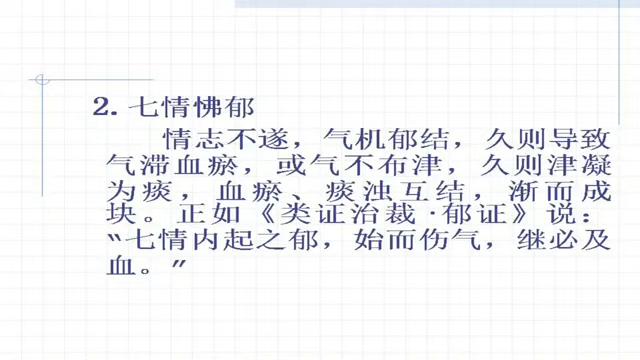 2. 七情怫郁
情志不遂，气机郁结，久则导致
气滞血瘀，或气不布津，久则津凝
为痰，血瘀、痰浊互结，渐而成
块。正如《类证治裁·郁证》说：
“七情内起之郁，始而伤气，继必及
血。”